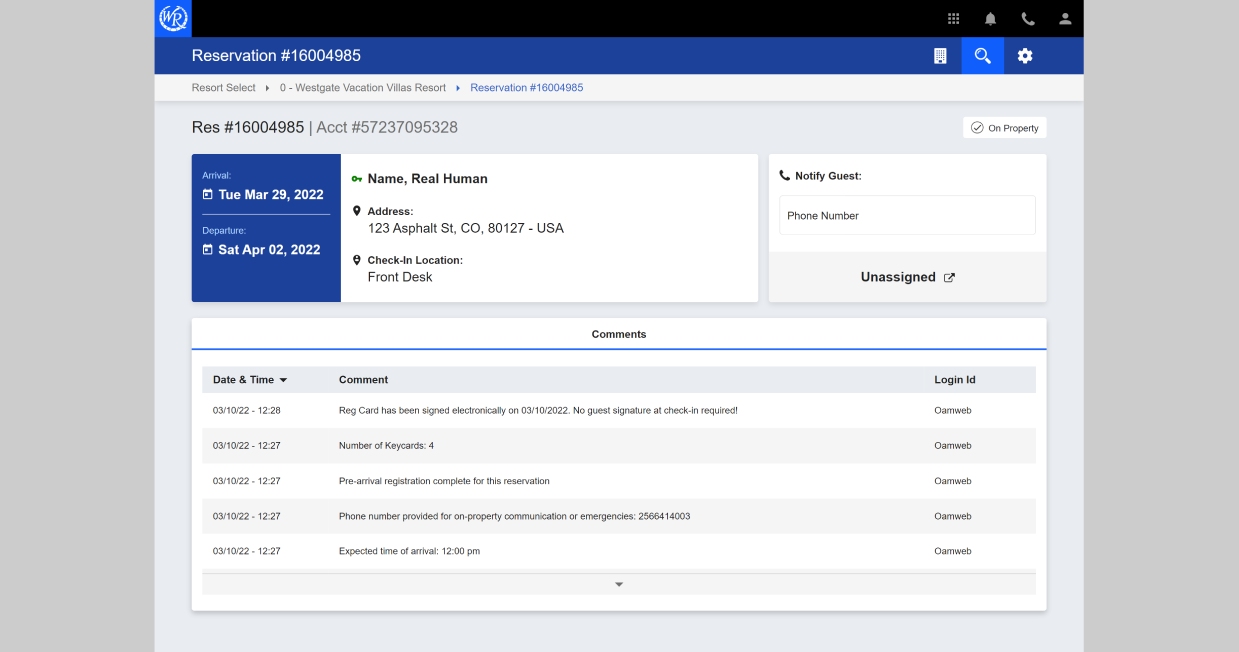 WR
Reservation #16004985
Resort Select 0 - Westgate Vacation Villas Resort Reservation #16004985
Res #16004985 | Acct #57237095328
On Property
Arrival:
Tue Mar 29, 2022
Departure:
Sat Apr 02, 2022
Name, Real Human
Address:
123 Asphalt St, CO, 80127 - USA
Check-In Location:
Front Desk
Notify Guest:
Phone Number
Unassigned
Comments
Date & Time Comment Login Id
03/10/22 - 12:28 Reg Card has been signed electronically on 03/10/2022. No guest signature at check-in required! Oamweb
03/10/22 - 12:27 Number of Keycards: 4 Oamweb
03/10/22 - 12:27 Pre-arrival registration complete for this reservation Oamweb
03/10/22 - 12:27 Phone number provided for on-property communication or emergencies: 2566414003 Oamweb
03/10/22 - 12:27 Expected time of arrival: 12:00 pm Oamweb